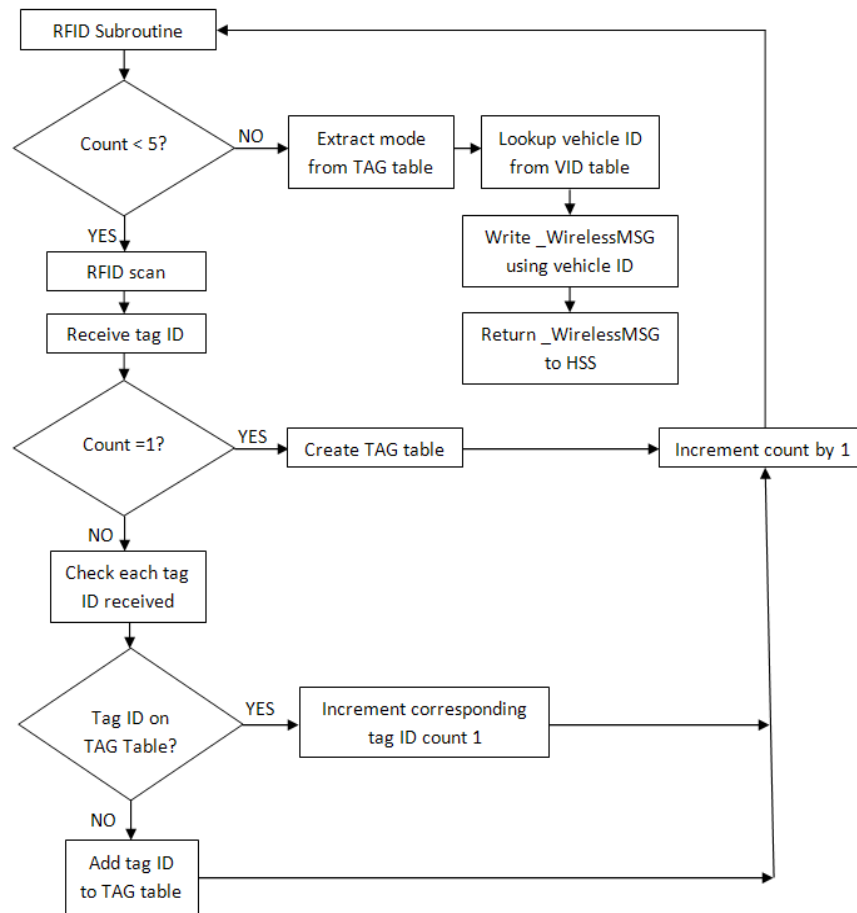 RFID Subroutine
Count < 5?
NO
Extract mode
from TAG table
Lookup vehicle ID
from VID table
YES
Write _WirelessMSG
using vehicle ID
RFID scan
Return _WirelessMSG
to HSS
Receive tag ID
Count =1?
YES
Create TAG table
Increment count by 1
NO
Check each tag
ID received
Tag ID on
TAG Table?
YES
Increment corresponding
tag ID count 1
NO
Add tag ID
to TAG table